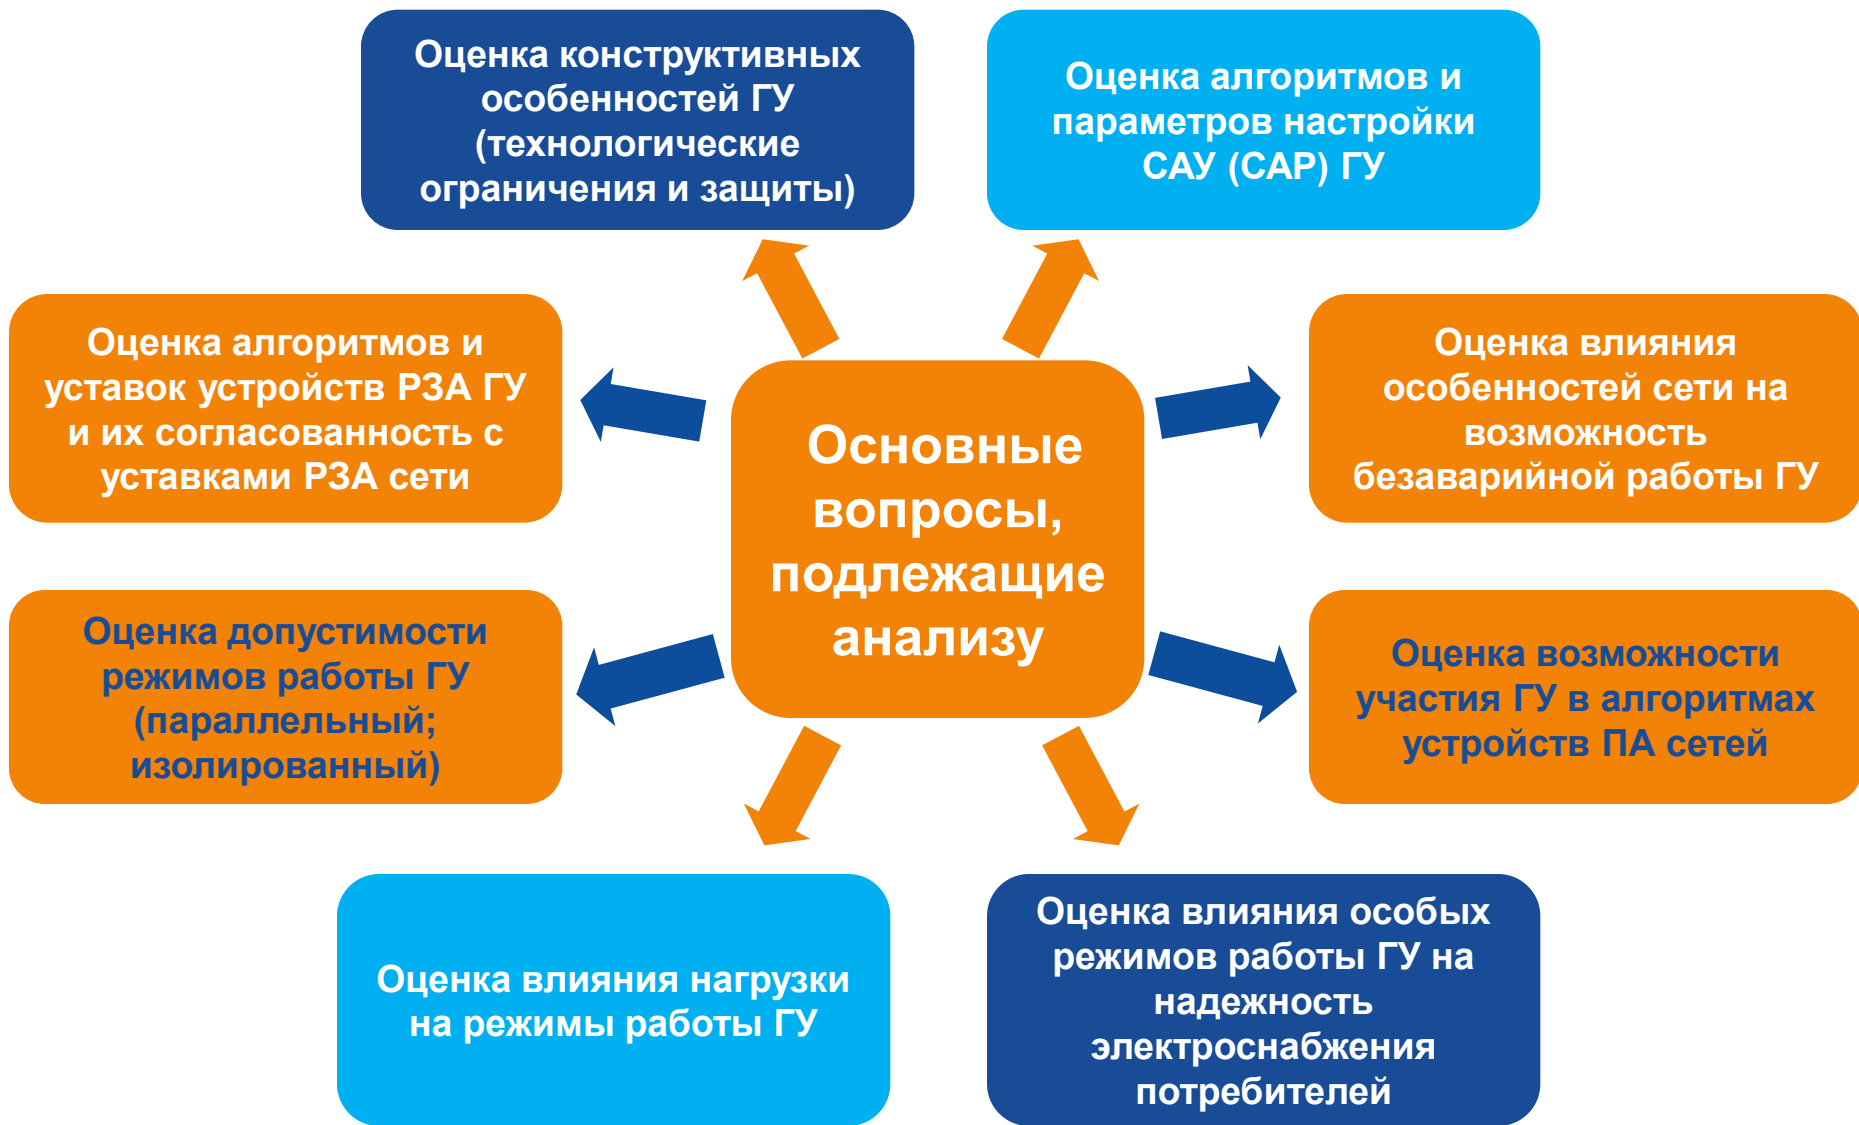 Оценка конструктивных
особенностей ГУ
(технологические
ограничения и защиты)
Оценка алгоритмов и
параметров настройки
САУ (САР) ГУ
Оценка алгоритмов и
уставок устройств РЗА ГУ
и их согласованность с
уставками РЗА сети
Основные
вопросы,
подлежащие
анализу
Оценка влияния
особенностей сети на
возможность
безаварийной работы ГУ
Оценка допустимости
режимов работы ГУ
(параллельный;
изолированный)
Оценка возможности
участия ГУ в алгоритмах
устройств ПА сетей
Оценка влияния нагрузки
на режимы работы ГУ
Оценка влияния особых
режимов работы ГУ на
надежность
электроснабжения
потребителей